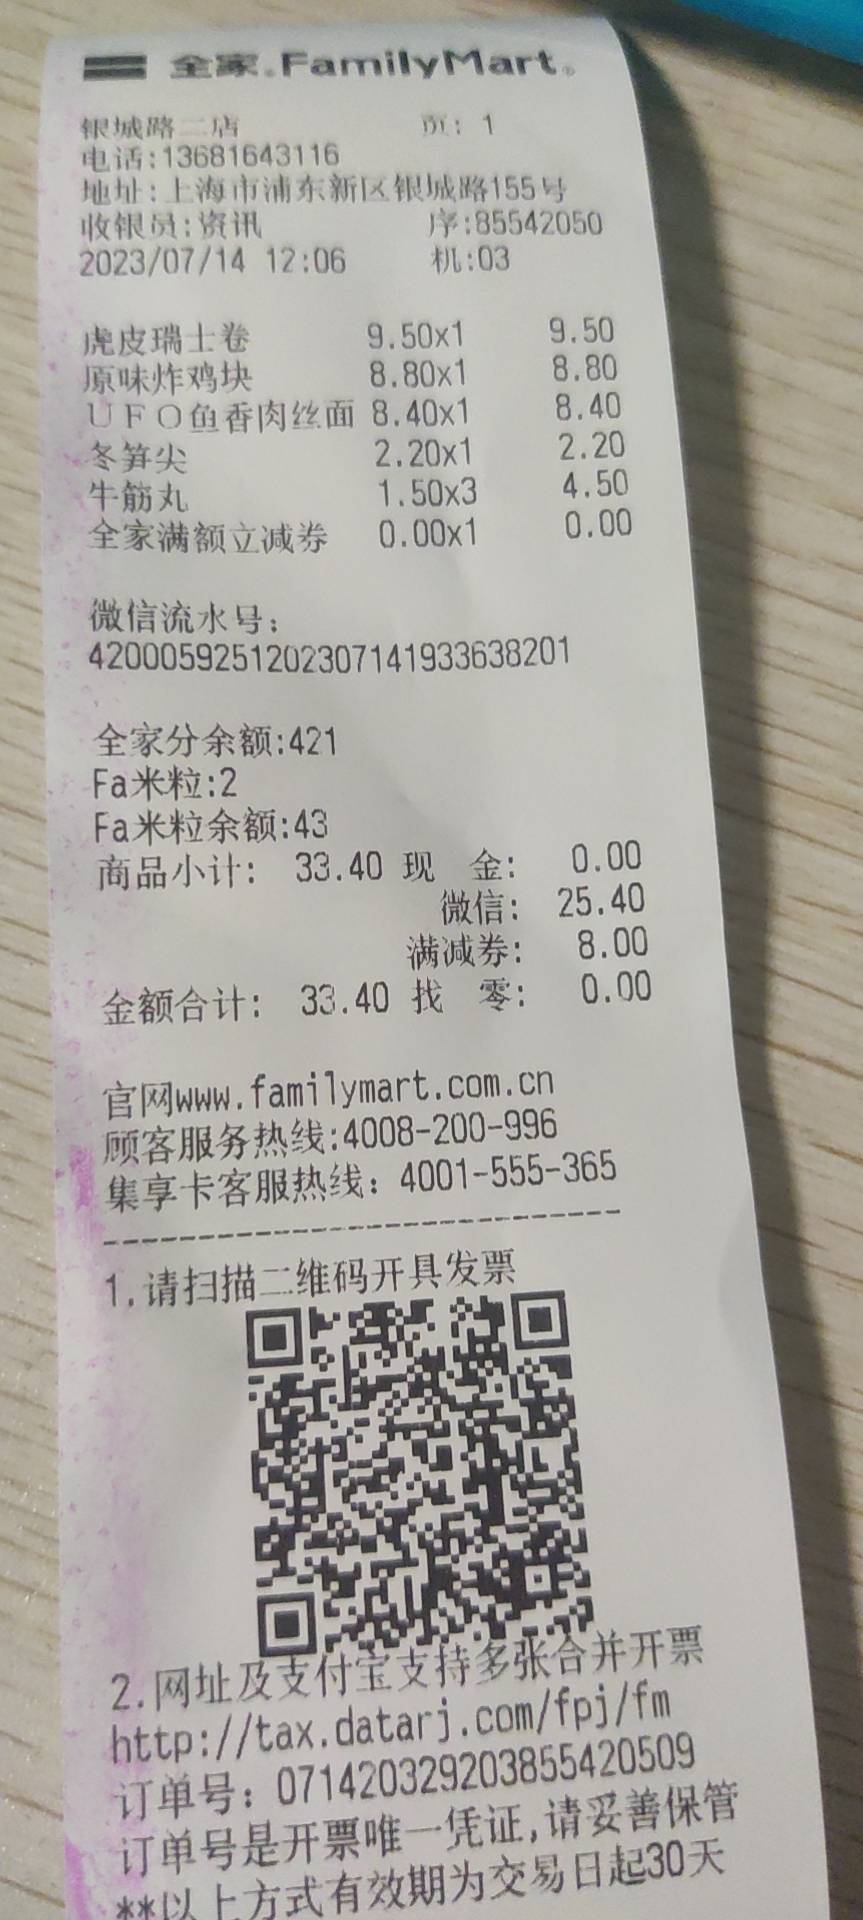 全家。FamilyMart®
银城路二店 页: 1
电话:13681643116
地址:上海市浦东新区银城路155号
收银员:资讯 序:85542050
2023/07/14 12:06 机:03
虎皮瑞士卷 9.50x1 9.50
原味炸鸡块 8.80x1 8.80
UFO鱼香肉丝面 8.40x1 8.40
冬笋尖 2.20x1 2.20
牛筋丸 1.50x3 4.50
全家满额立减券 0.00x1 0.00
微信流水号:
4200059251202307141933638201
全家分余额:421
Fa米粒:2
Fa米粒余额:43
商品小计: 33.40 现 金: 0.00
微信: 25.40
满减券: 8.00
金额合计: 33.40 找 零: 0.00
官网www.familymart.com.cn
顾客服务热线:4008-200-996
集享卡客服热线: 4001-555-365
--------------------------------
1.请扫描二维码开具发票
2.网址及支付宝支持多张合并开票
http://tax.datarj.com/fpj/fm
订单号: 0714203292038554205​09
订单号是开票唯一凭证,请妥善保管
**以上方式有效期为交易日起30天